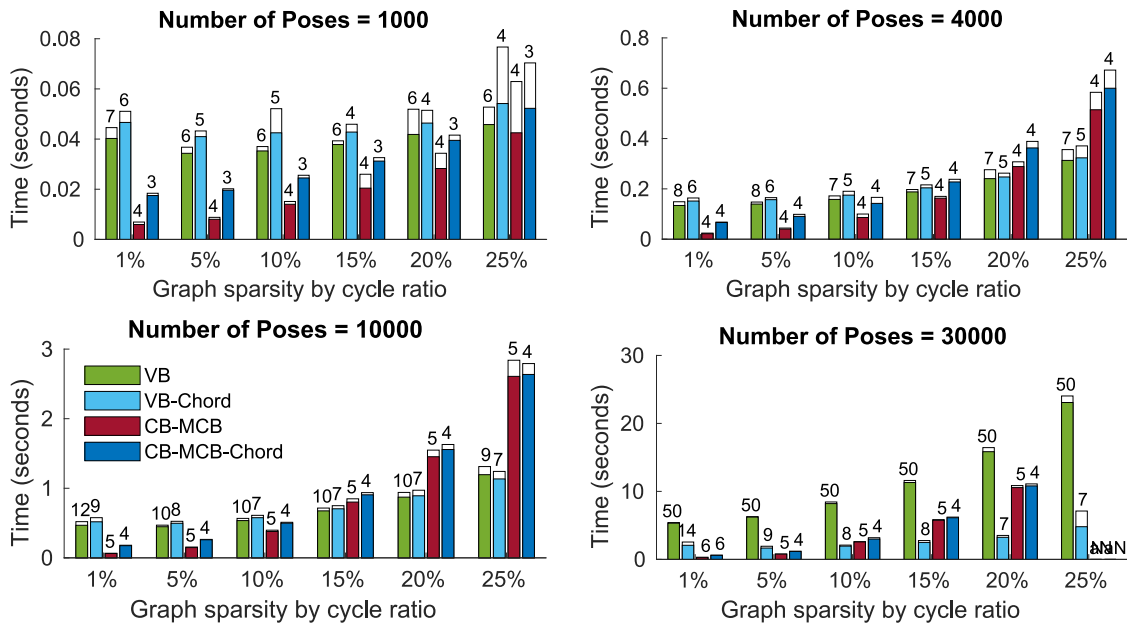 Number of Poses = 1000
Time (seconds)
0.08
0.06
0.04
0.02
0
7 6 4 3
6 5 4 3
6 5 4 3
6 4 4 3
6 4 4 3
6 4 4 3
1% 5% 10% 15% 20% 25%
Graph sparsity by cycle ratio
Number of Poses = 4000
Time (seconds)
0.8
0.6
0.4
0.2
0
8 6 4 4
8 6 4 4
7 5 4 4
7 5 4 4
7 5 4 4
7 5 4 4
1% 5% 10% 15% 20% 25%
Graph sparsity by cycle ratio
Number of Poses = 10000
Time (seconds)
3
2
1
0
VB
VB-Chord
CB-MCB
CB-MCB-Chord
12 9 5 4
10 8 5 4
10 7 5 4
10 7 5 4
10 7 5 4
9 7 5 4
1% 5% 10% 15% 20% 25%
Graph sparsity by cycle ratio
Number of Poses = 30000
Time (seconds)
30
20
10
0
50 14 6 6
50 9 5 4
50 8 5 4
50 8 5 4
50 7 5 4
50 7
1% 5% 10% 15% 20% 25%
Graph sparsity by cycle ratio